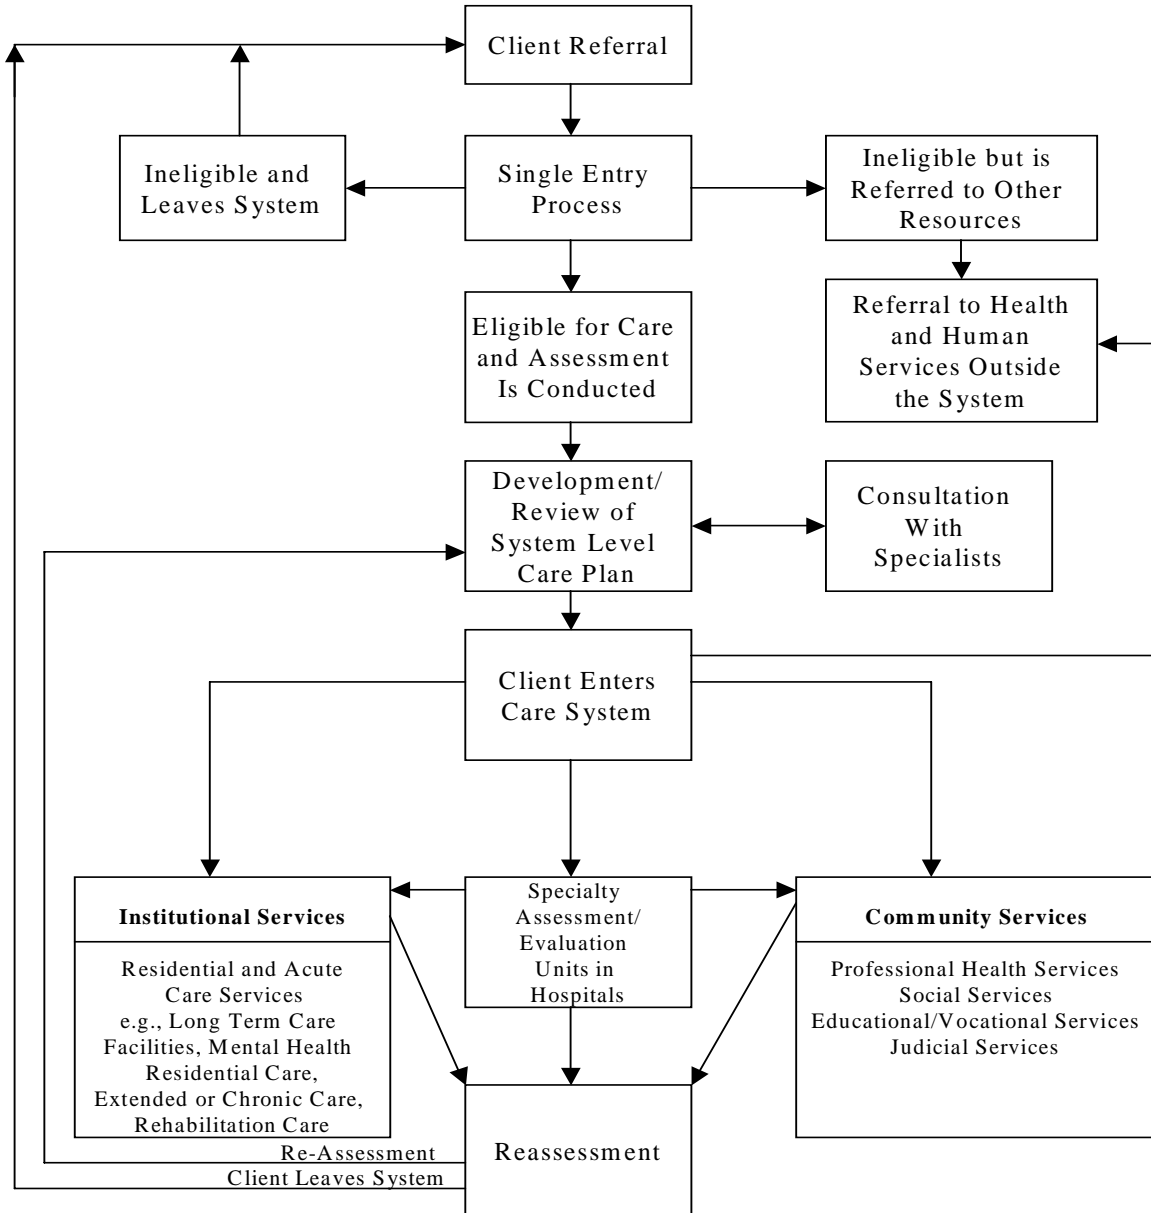 Client Referral
Ineligible and
Leaves System
Single Entry
Process
Ineligible but is
Referred to Other
Resources
Eligible for Care
and Assessment
Is Conducted
Referral to Health
and Human
Services Outside
the System
Development/
Review of
System Level
Care Plan
Consultation
With
Specialists
Client Enters
Care System
Institutional Services
Residential and Acute
Care Services
e.g., Long Term Care
Facilities, Mental Health
Residential Care,
Extended or Chronic Care,
Rehabilitation Care
Specialty
Assessment/
Evaluation
Units in
Hospitals
Community Services
Professional Health Services
Social Services
Educational/Vocational Services
Judicial Services
Re-Assessment
Client Leaves System
Reassessment